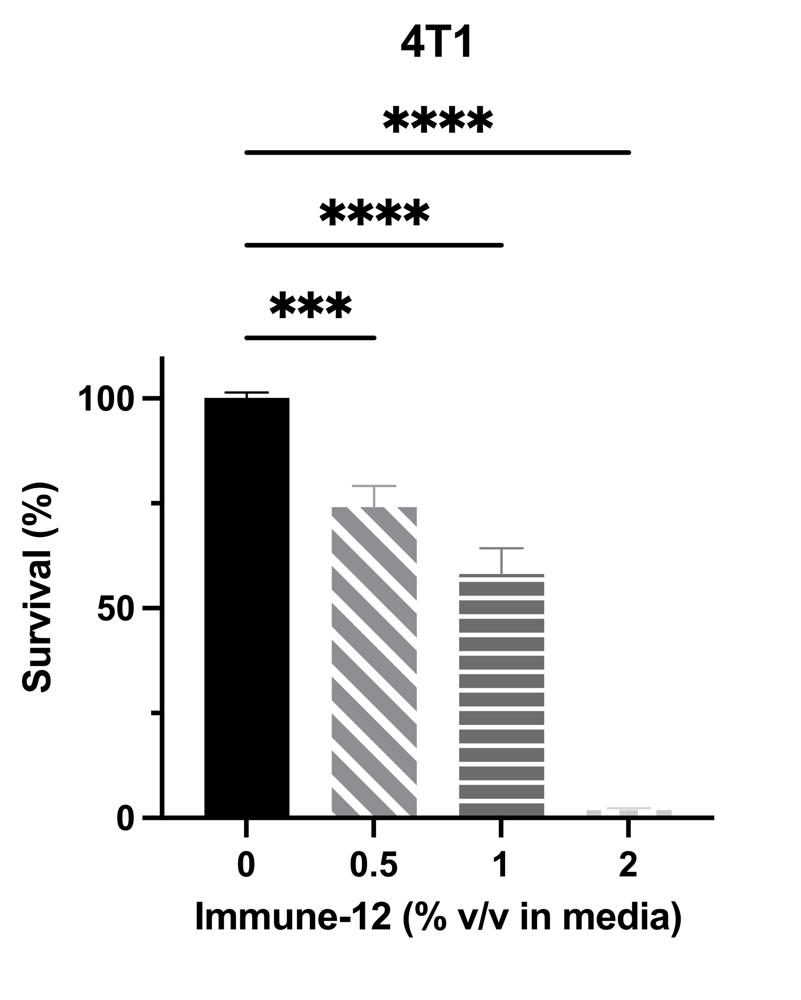 4T1
****
****
***
100
50
0
Survival (%)
0 0.5 1 2
Immune-12 (% v/v in media)